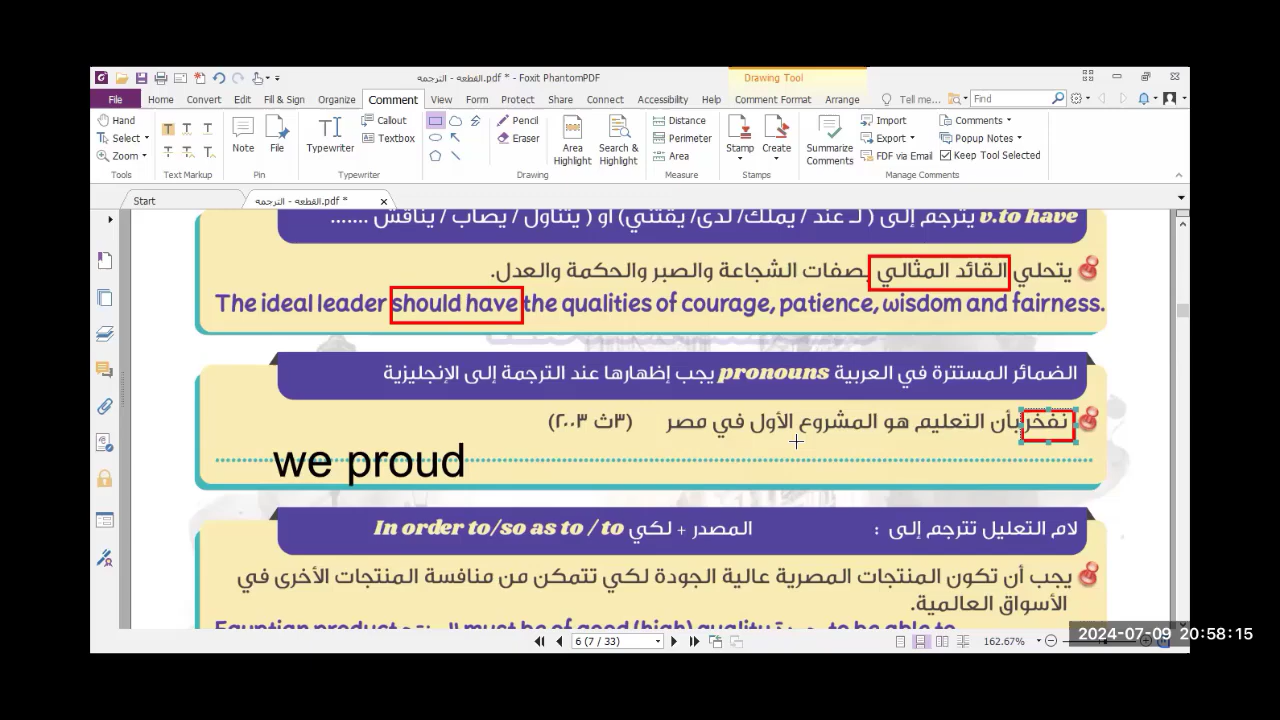 القطعه - الترجمه.pdf * - Foxit PhantomPDF
Drawing Tool
File Home Convert Edit Fill & Sign Organize Comment View Form Protect Share Connect Accessibility Help Comment Format Arrange Tell me... Find
Hand
Select
Zoom
Tools
Text Markup
Note
File
Pin
Typewriter
Callout
Textbox
Typewriter
Pencil
Eraser
Area Highlight
Search & Highlight
Drawing
Distance
Perimeter
Area
Measure
Stamp
Create
Stamps
Summarize Comments
Import
Export
FDF via Email
Comments
Popup Notes
Keep Tool Selected
Manage Comments
Start
القطعه - الترجمه.pdf *
v.to have يترجم إلى ( لـ عند / يملك/ لدى/ يقتني) أو ( يتناول / يصاب / يناقش .......
يتحلي القائد المثالي بصفات الشجاعة والصبر والحكمة والعدل.
The ideal leader should have the qualities of courage, patience, wisdom and fairness.
الضمائر المستترة في العربية pronouns يجب إظهارها عند الترجمة إلى الإنجليزية
نفخر بأن التعليم هو المشروع الأول في مصر (٣ث ٢٠٠٣)
we proud
لام التعليل تترجم إلى : المصدر + لكي In order to/so as to / to
يجب أن تكون المنتجات المصرية عالية الجودة لكي تتمكن من منافسة المنتجات الأخرى في
الأسواق العالمية.
6 (7 / 33)
162.67%
2024-07-09 20:58:15